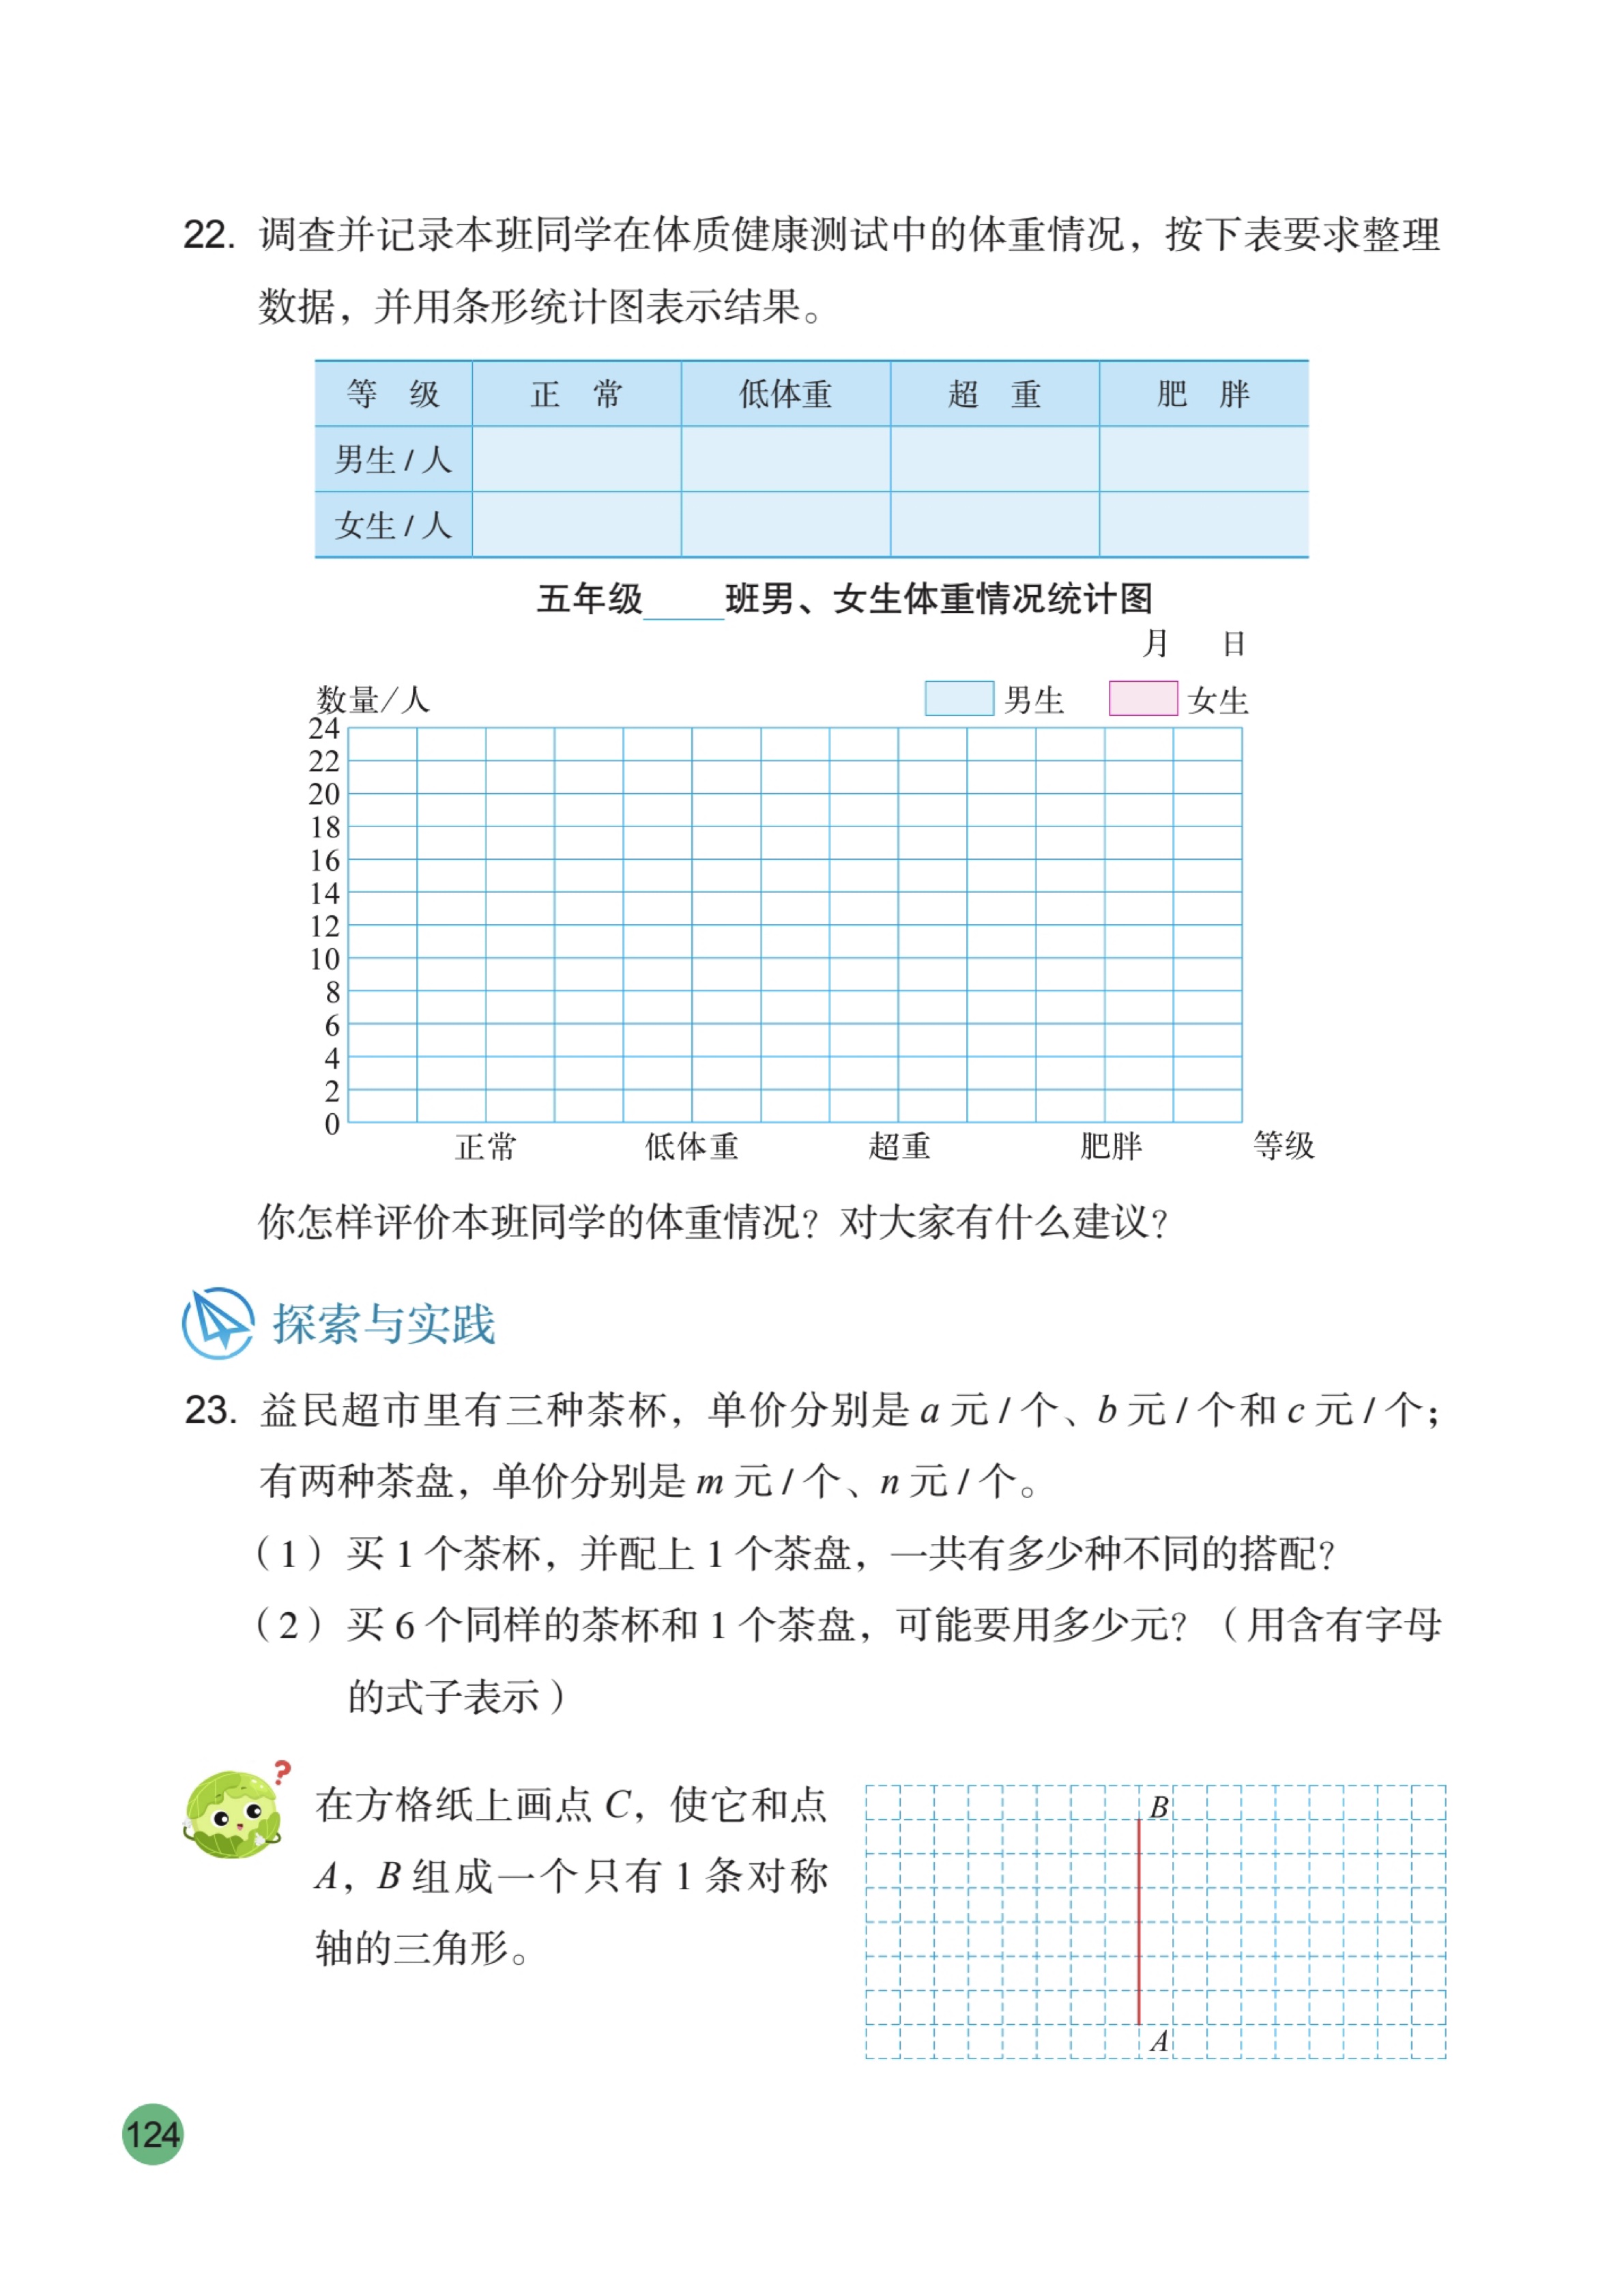 22. 调查并记录本班同学在体质健康测试中的体重情况，按下表要求整理
数据，并用条形统计图表示结果。
等 级 正 常 低体重 超 重 肥 胖
男生 / 人
女生 / 人
五年级____班男、女生体重情况统计图
月 日
数量/人 男生 女生
24
22
20
18
16
14
12
10
8
6
4
2
0
正常 低体重 超重 肥胖 等级
你怎样评价本班同学的体重情况？对大家有什么建议？
探索与实践
23. 益民超市里有三种茶杯，单价分别是 a 元 / 个、b 元 / 个和 c 元 / 个；
有两种茶盘，单价分别是 m 元 / 个、n 元 / 个。
（1）买 1 个茶杯，并配上 1 个茶盘，一共有多少种不同的搭配？
（2）买 6 个同样的茶杯和 1 个茶盘，可能要用多少元？（用含有字母
的式子表示）
?
在方格纸上画点 C，使它和点
A，B 组成一个只有 1 条对称
轴的三角形。
B
A
124